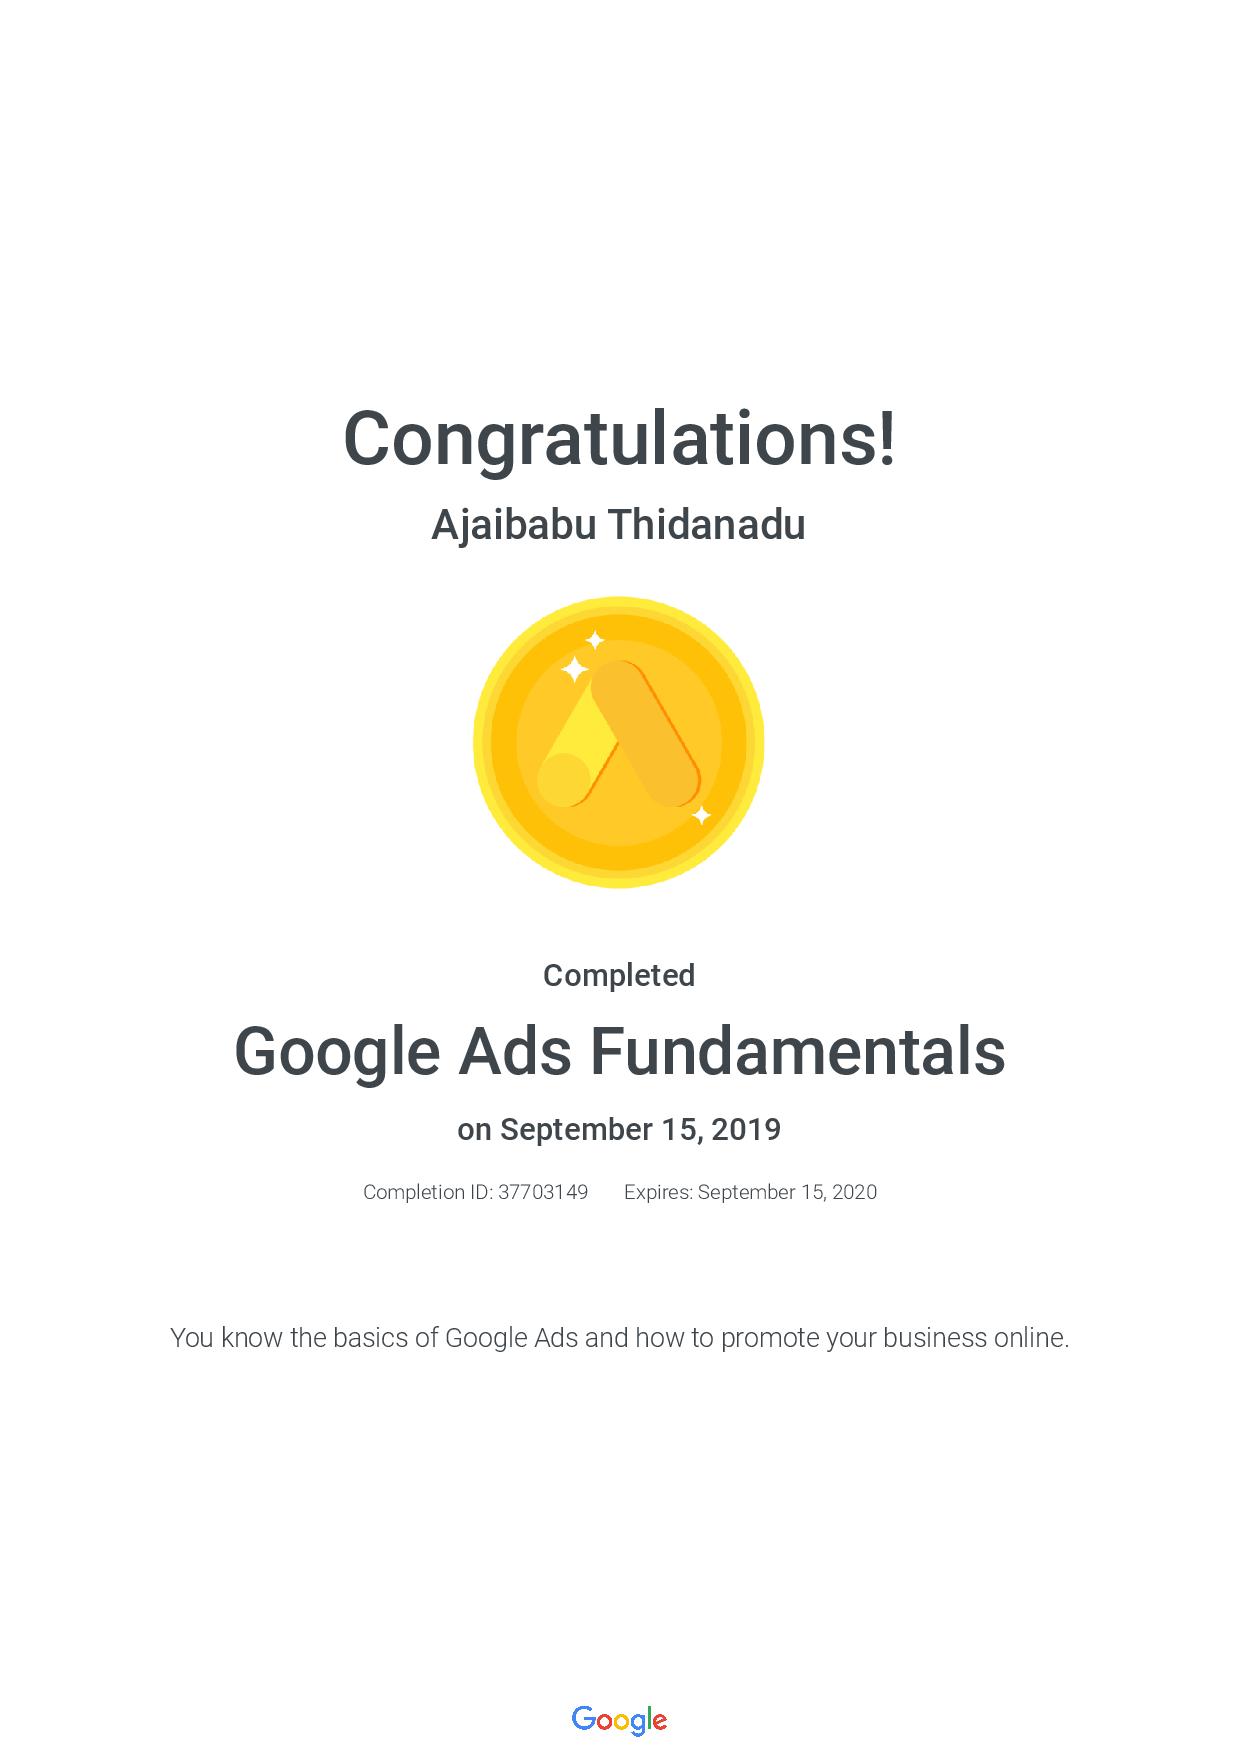 Congratulations!
Ajaibabu Thidanadu
Completed
Google Ads Fundamentals
on September 15, 2019
Completion ID: 37703149 Expires: September 15, 2020
You know the basics of Google Ads and how to promote your business online.
Google